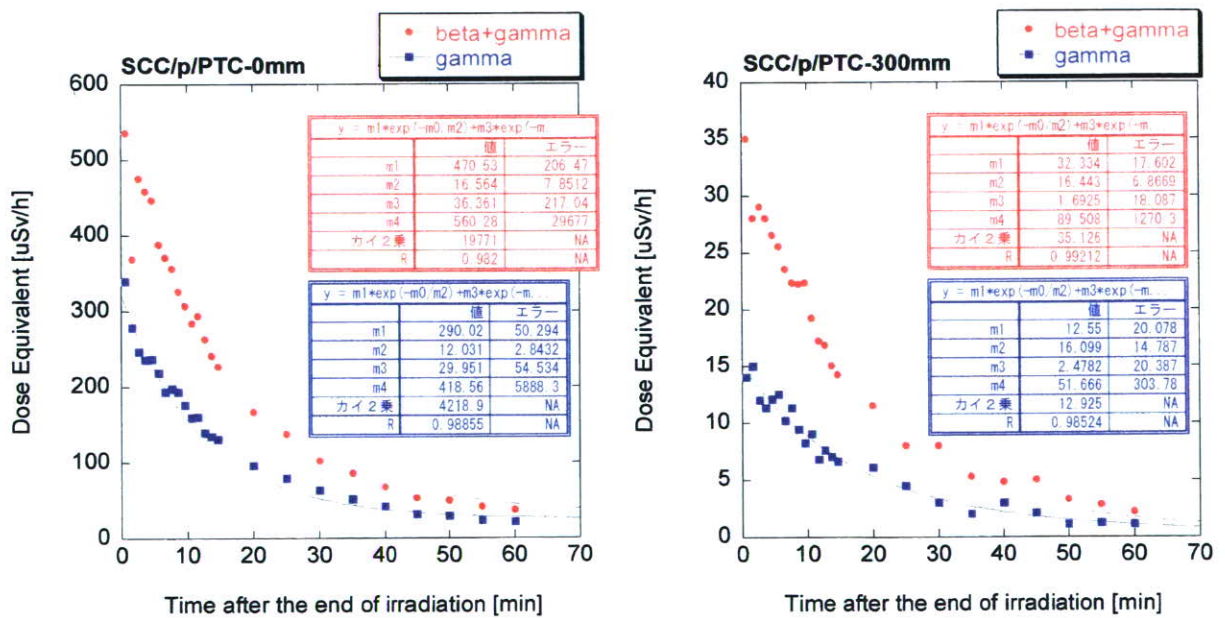 beta+gamma
gamma
SCC/p/PTC-0mm
600
500
400
300
200
100
0
Dose Equivalent [uSv/h]
y = m1*exp(-m0/m2)+m3*exp(-m...
値 エラー
m1 470.53 206.47
m2 16.564 7.8512
m3 36.361 217.04
m4 560.28 29677
カイ2乗 19771 NA
R 0.982 NA
y = m1*exp(-m0/m2)+m3*exp(-m...
値 エラー
m1 290.02 50.294
m2 12.031 2.8432
m3 29.951 54.534
m4 418.56 5888.3
カイ2乗 4218.9 NA
R 0.98855 NA
0 10 20 30 40 50 60 70
Time after the end of irradiation [min]
beta+gamma
gamma
SCC/p/PTC-300mm
40
35
30
25
20
15
10
5
0
Dose Equivalent [uSv/h]
y = m1*exp(-m0/m2)+m3*exp(-m...
値 エラー
m1 32.334 17.602
m2 16.443 6.8669
m3 1.6925 18.087
m4 89.508 1270.3
カイ2乗 35.126 NA
R 0.99212 NA
y = m1*exp(-m0/m2)+m3*exp(-m...
値 エラー
m1 12.55 20.078
m2 16.099 14.787
m3 2.4782 20.387
m4 51.666 303.78
カイ2乗 12.925 NA
R 0.98524 NA
0 10 20 30 40 50 60 70
Time after the end of irradiation [min]